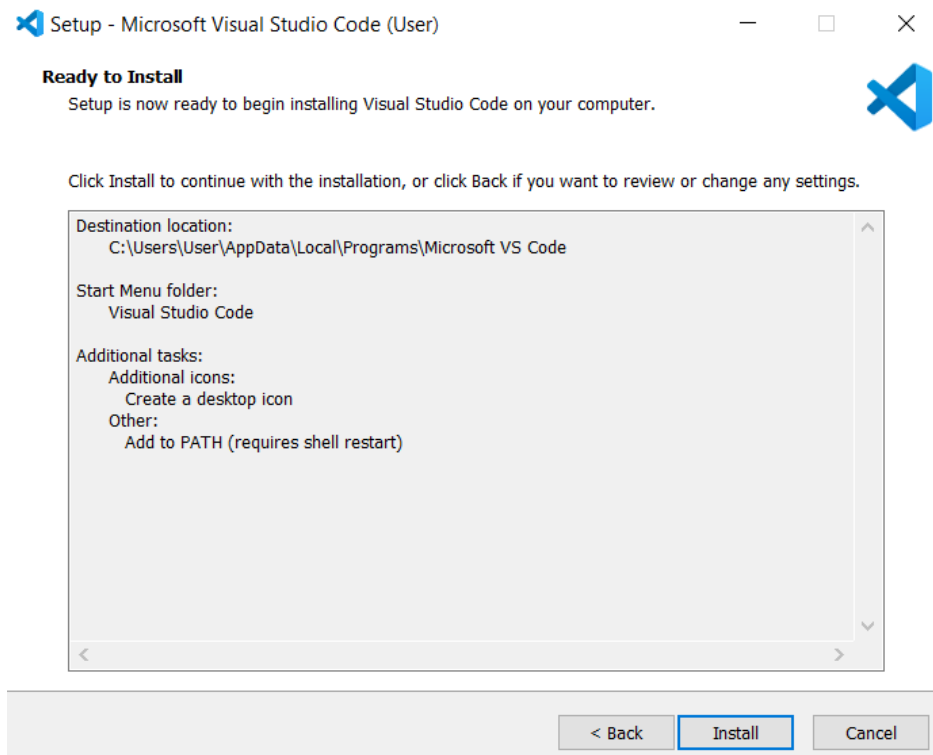 Setup - Microsoft Visual Studio Code (User)
Ready to Install
Setup is now ready to begin installing Visual Studio Code on your computer.
Click Install to continue with the installation, or click Back if you want to review or change any settings.
Destination location:
C:\Users\User\AppData\Local\Programs\Microsoft VS Code
Start Menu folder:
Visual Studio Code
Additional tasks:
Additional icons:
Create a desktop icon
Other:
Add to PATH (requires shell restart)
< Back Install Cancel